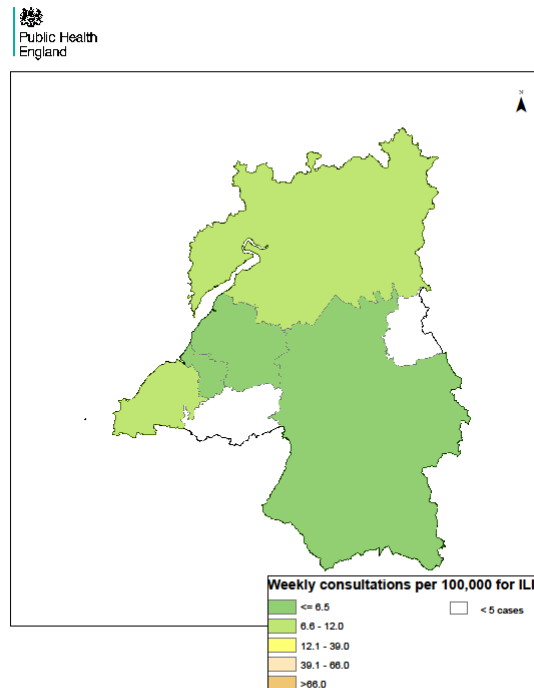 Public Health
England
N
Weekly consultations per 100,000 for ILI
<= 6.5
< 5 cases
6.6 - 12.0
12.1 - 39.0
39.1 - 66.0
>66.0